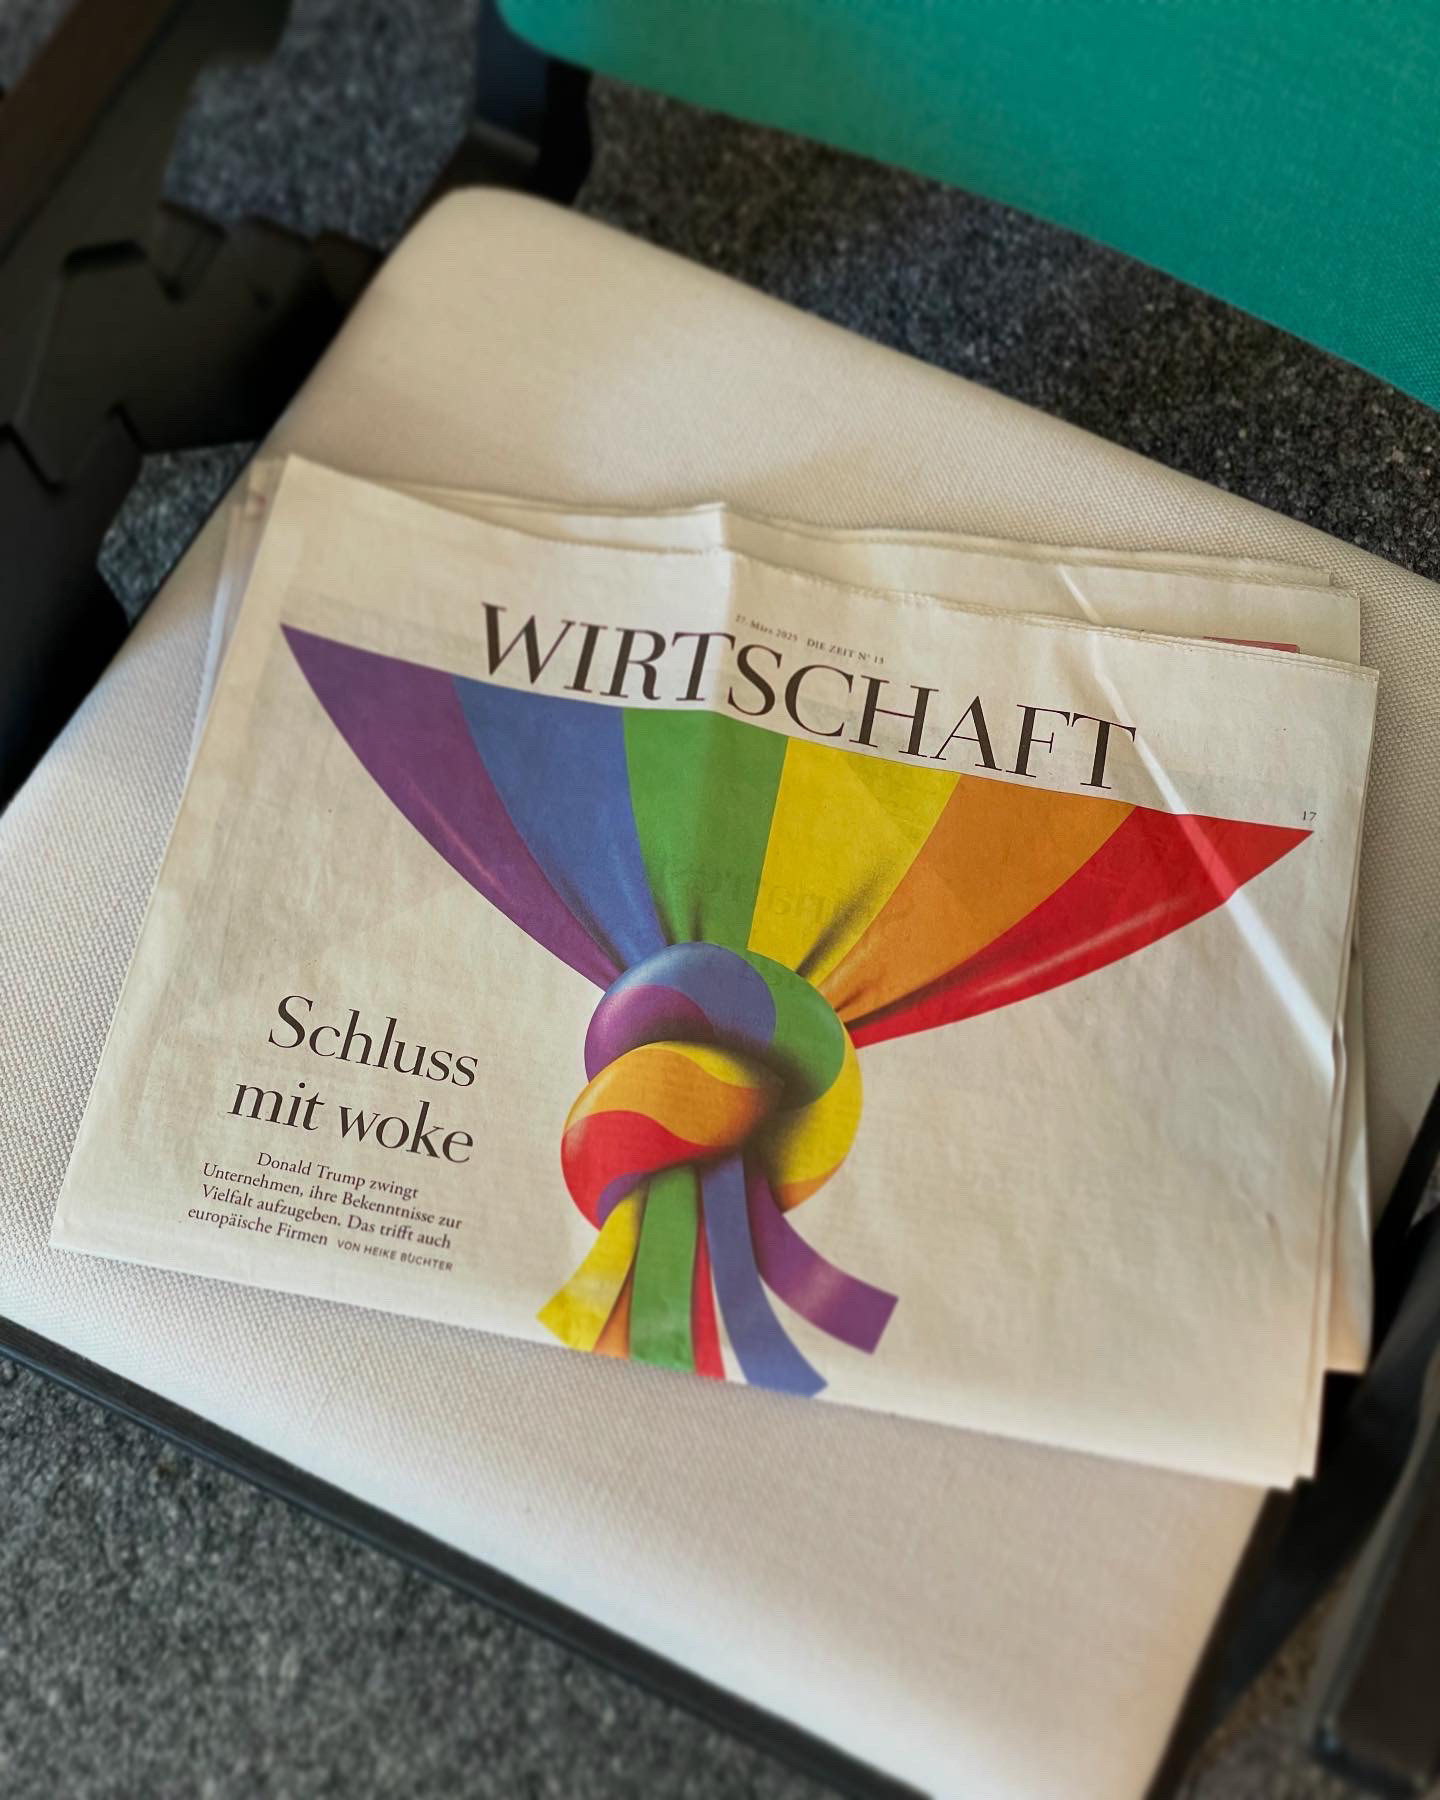 27. März 2025 DIE ZEIT N° 13
WIRTSCHAFT
17
Schluss
mit woke
Donald Trump zwingt
Unternehmen, ihre Bekenntnisse zur
Vielfalt aufzugeben. Das trifft auch
europäische Firmen VON HEIKE BUCHTER